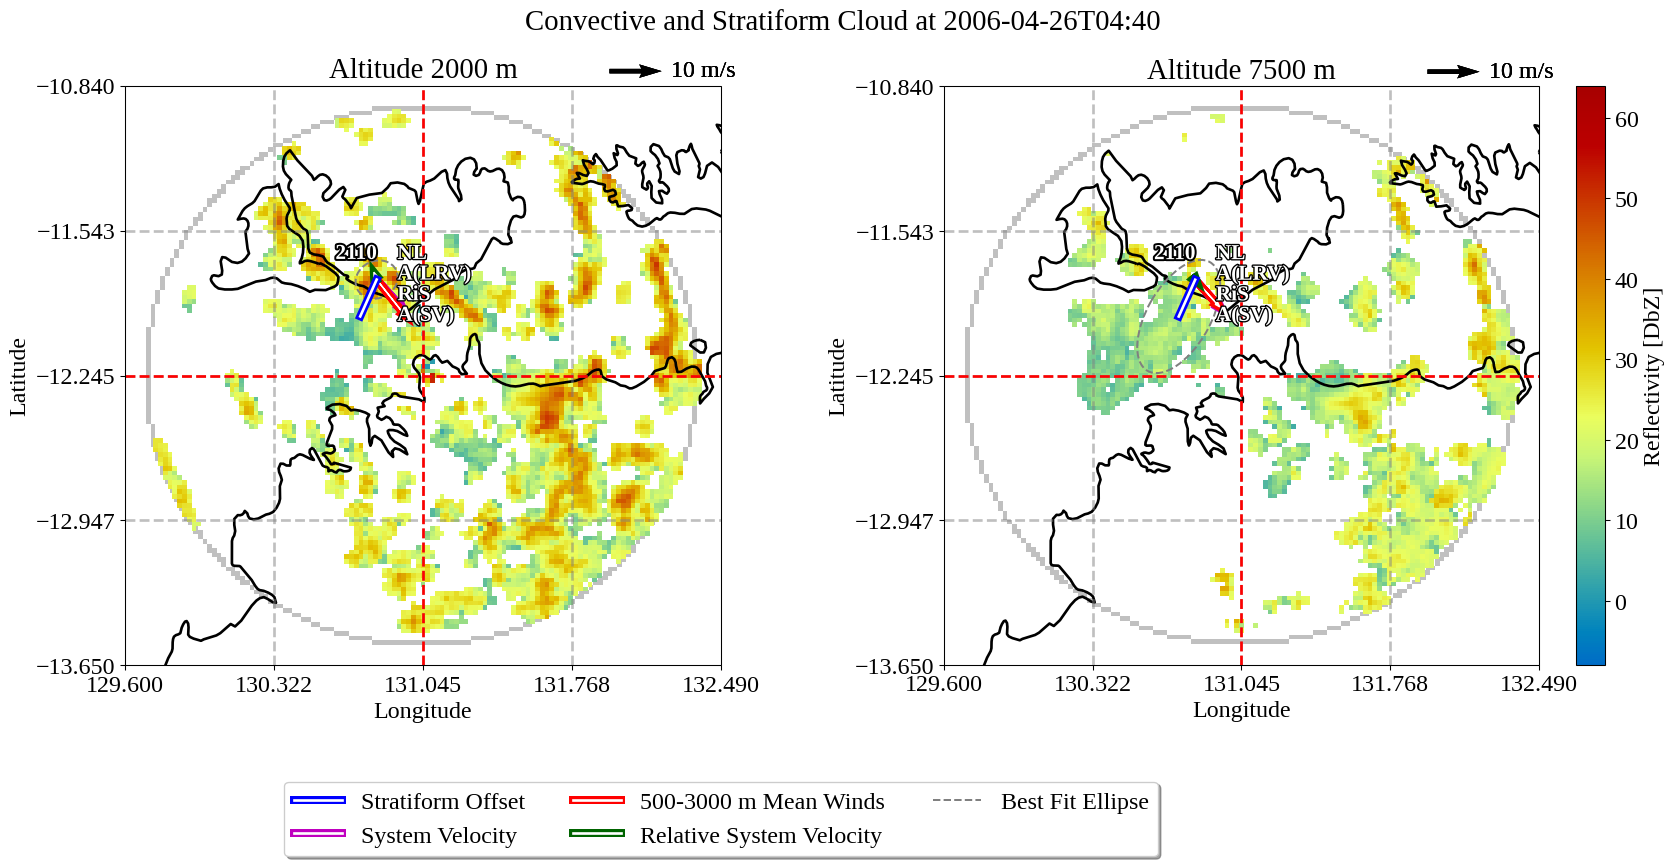 Convective and Stratiform Cloud at 2006-04-26T04:40
Altitude 2000 m
10 m/s
−10.840
−11.543
−12.245
−12.947
−13.650
129.600
130.322
131.045
131.768
132.490
Longitude
Latitude
2110
NL
A(LRV)
RiS
A(SV)
Altitude 7500 m
10 m/s
−10.840
−11.543
−12.245
−12.947
−13.650
129.600
130.322
131.045
131.768
132.490
Longitude
Latitude
2110
NL
A(LRV)
RiS
A(SV)
60
50
40
30
20
10
0
Reflectivity [DbZ]
Stratiform Offset
System Velocity
500-3000 m Mean Winds
Relative System Velocity
Best Fit Ellipse